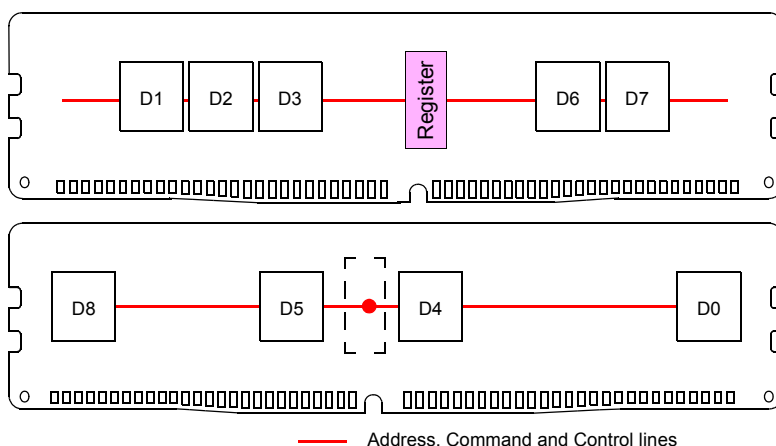 D1 D2 D3 Register D6 D7
D8 D5 D4 D0
Address, Command and Control lines